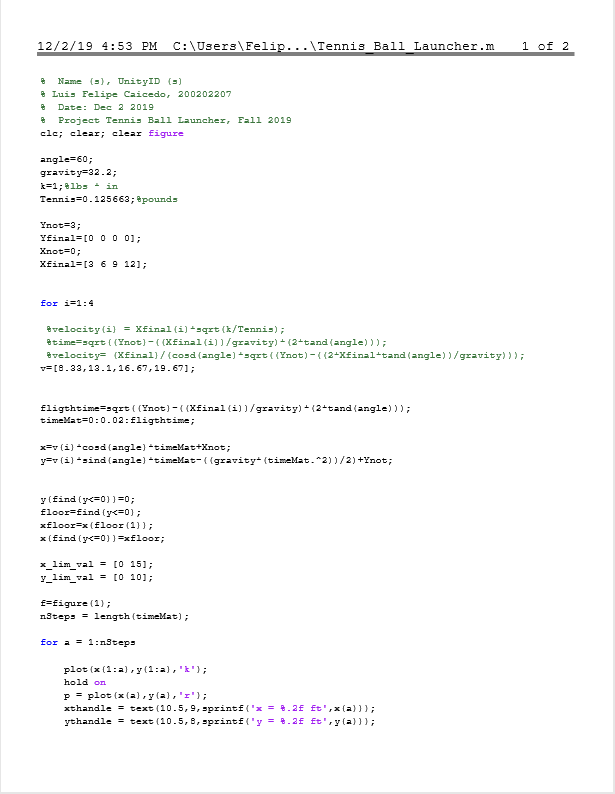 12/2/19 4:53 PM  C:\Users\Felip...\Tennis_Ball_Launcher.m  1 of 2
%  Name (s), UnityID (s)
% Luis Felipe Caicedo, 200202207
%  Date: Dec 2 2019
%  Project Tennis Ball Launcher, Fall 2019
clc; clear; clear figure
angle=60;
gravity=32.2;
k=1;%lbs * in
Tennis=0.125663;%pounds
Ynot=3;
Yfinal=[0 0 0 0];
Xnot=0;
Xfinal=[3 6 9 12];
for i=1:4
%velocity(i) = Xfinal(i)*sqrt(k/Tennis);
%time=sqrt((Ynot)-((Xfinal(i))/gravity)*(2*tand(angle)));
%velocity= (Xfinal)/(cosd(angle)*sqrt((Ynot)-((2*Xfinal*tand(angle))/gravity)));
v=[8.33,13.1,16.67,19.67];
fligthtime=sqrt((Ynot)-((Xfinal(i))/gravity)*(2*tand(angle)));
timeMat=0:0.02:fligthtime;
x=v(i)*cosd(angle)*timeMat+Xnot;
y=v(i)*sind(angle)*timeMat-((gravity*(timeMat.^2))/2)+Ynot;
y(find(y<=0))=0;
floor=find(y<=0);
xfloor=x(floor(1));
x(find(y<=0))=xfloor;
x_lim_val = [0 15];
y_lim_val = [0 10];
f=figure(1);
nSteps = length(timeMat);
for a = 1:nSteps
plot(x(1:a),y(1:a),'k');
hold on
p = plot(x(a),y(a),'r');
xthandle = text(10.5,9,sprintf('x = %.2f ft',x(a)));
ythandle = text(10.5,8,sprintf('y = %.2f ft',y(a)));